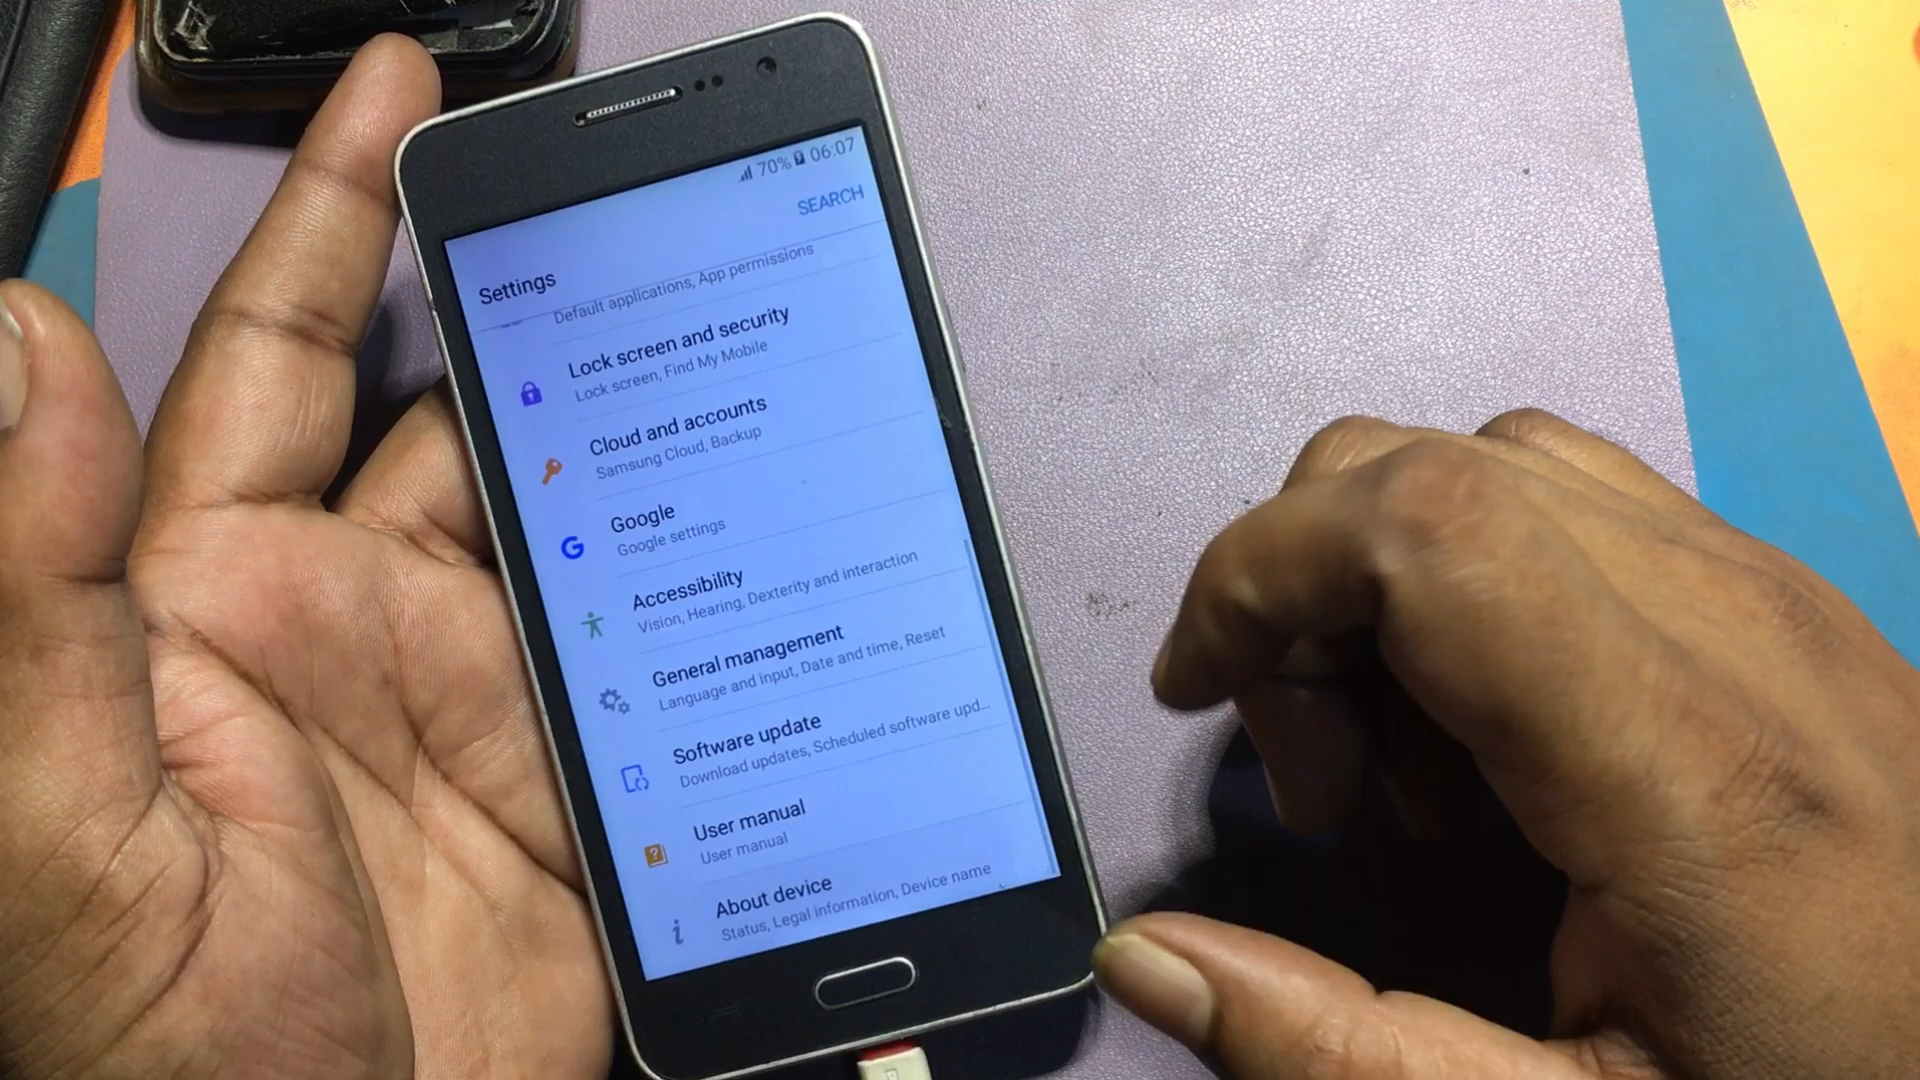 70% 06:07
SEARCH
Settings
Default applications, App permissions
Lock screen and security
Lock screen, Find My Mobile
Cloud and accounts
Samsung Cloud, Backup
G
Google
Google settings
Accessibility
Vision, Hearing, Dexterity and interaction
General management
Language and input, Date and time, Reset
Software update
Download updates, Scheduled software upd...
User manual
User manual
About device
Status, Legal information, Device name